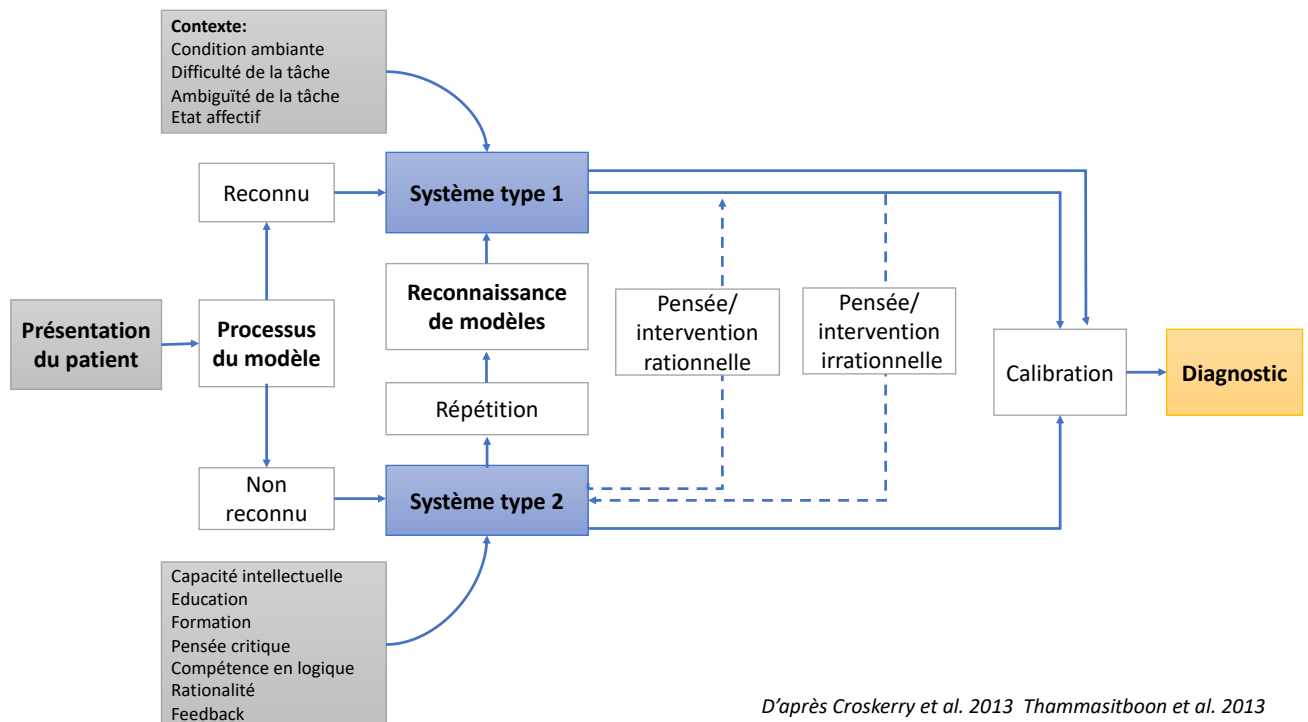 Contexte:
Condition ambiante
Difficulté de la tâche
Ambiguïté de la tâche
Etat affectif
Reconnu
Système type 1
Présentation
du patient
Processus
du modèle
Reconnaissance
de modèles
Pensée/
intervention
rationnelle
Pensée/
intervention
irrationnelle
Calibration
Diagnostic
Répétition
Non
reconnu
Système type 2
Capacité intellectuelle
Education
Formation
Pensée critique
Compétence en logique
Rationalité
Feedback
D'après Croskerry et al. 2013 Thammasitboon et al. 2013